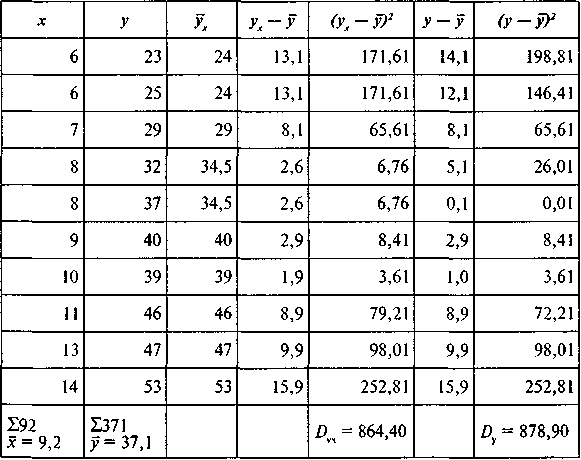 x y ȳₓ yₓ − ȳ (yₓ − ȳ)² y − ȳ (y − ȳ)²
6 23 24 13,1 171,61 14,1 198,81
6 25 24 13,1 171,61 12,1 146,41
7 29 29 8,1 65,61 8,1 65,61
8 32 34,5 2,6 6,76 5,1 26,01
8 37 34,5 2,6 6,76 0,1 0,01
9 40 40 2,9 8,41 2,9 8,41
10 39 39 1,9 3,61 1,0 3,61
11 46 46 8,9 79,21 8,9 72,21
13 47 47 9,9 98,01 9,9 98,01
14 53 53 15,9 252,81 15,9 252,81
Σ92 Σ371
x̄ = 9,2 ȳ = 37,1 Dᵧₓ = 864,40 Dᵧ = 878,90